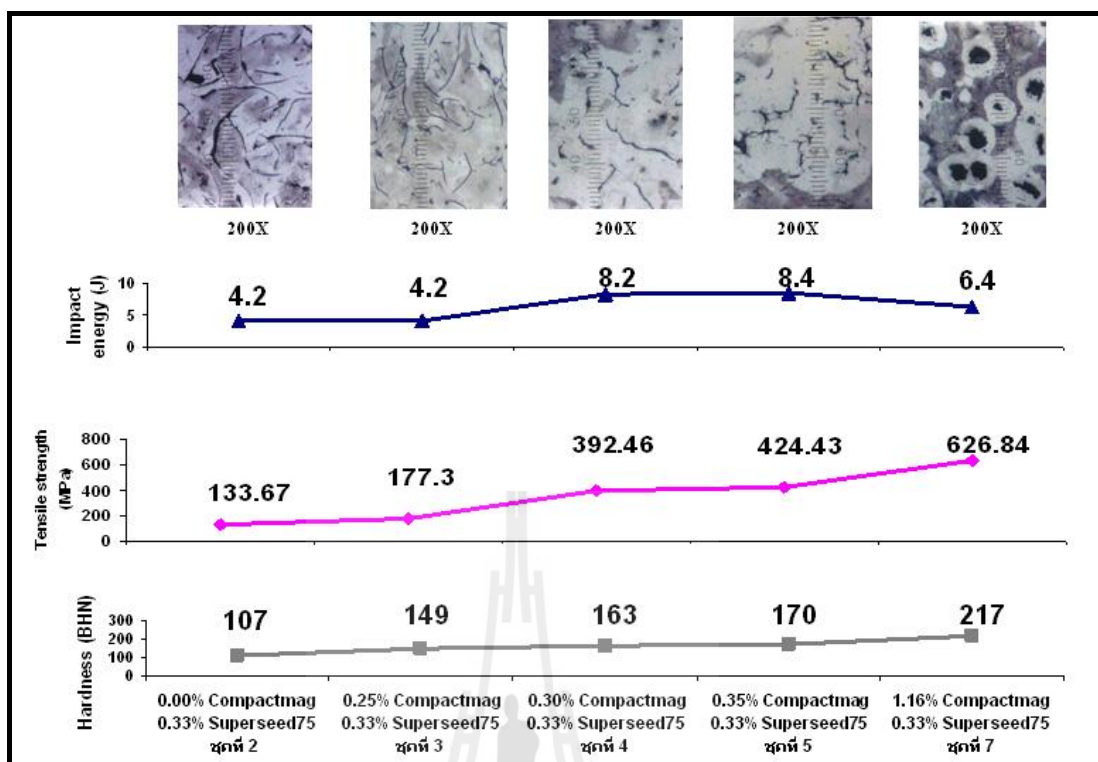 200X 200X 200X 200X 200X
Impact energy (J)
10
5
0
4.2 4.2 8.2 8.4 6.4
Tensile strength (MPa)
800
600
400
200
0
133.67 177.3 392.46 424.43 626.84
Hardness (BHN)
300
200
100
0
107 149 163 170 217
0.00% Compactmag 0.25% Compactmag 0.30% Compactmag 0.35% Compactmag 1.16% Compactmag
0.33% Superseed75 0.33% Superseed75 0.33% Superseed75 0.33% Superseed75 0.33% Superseed75
ชุดที่ 2 ชุดที่ 3 ชุดที่ 4 ชุดที่ 5 ชุดที่ 7